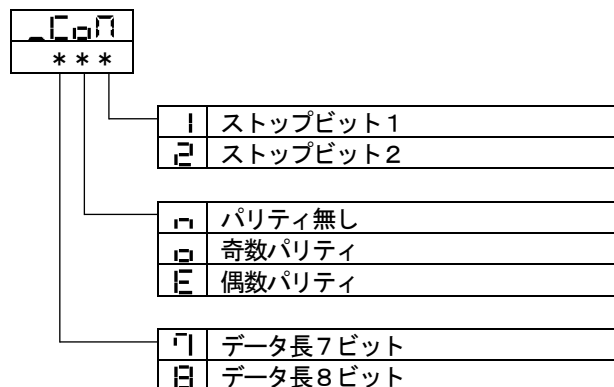 _CoM
***
1 ストップビット1
2 ストップビット2
n パリティ無し
o 奇数パリティ
E 偶数パリティ
7 データ長7ビット
8 データ長8ビット